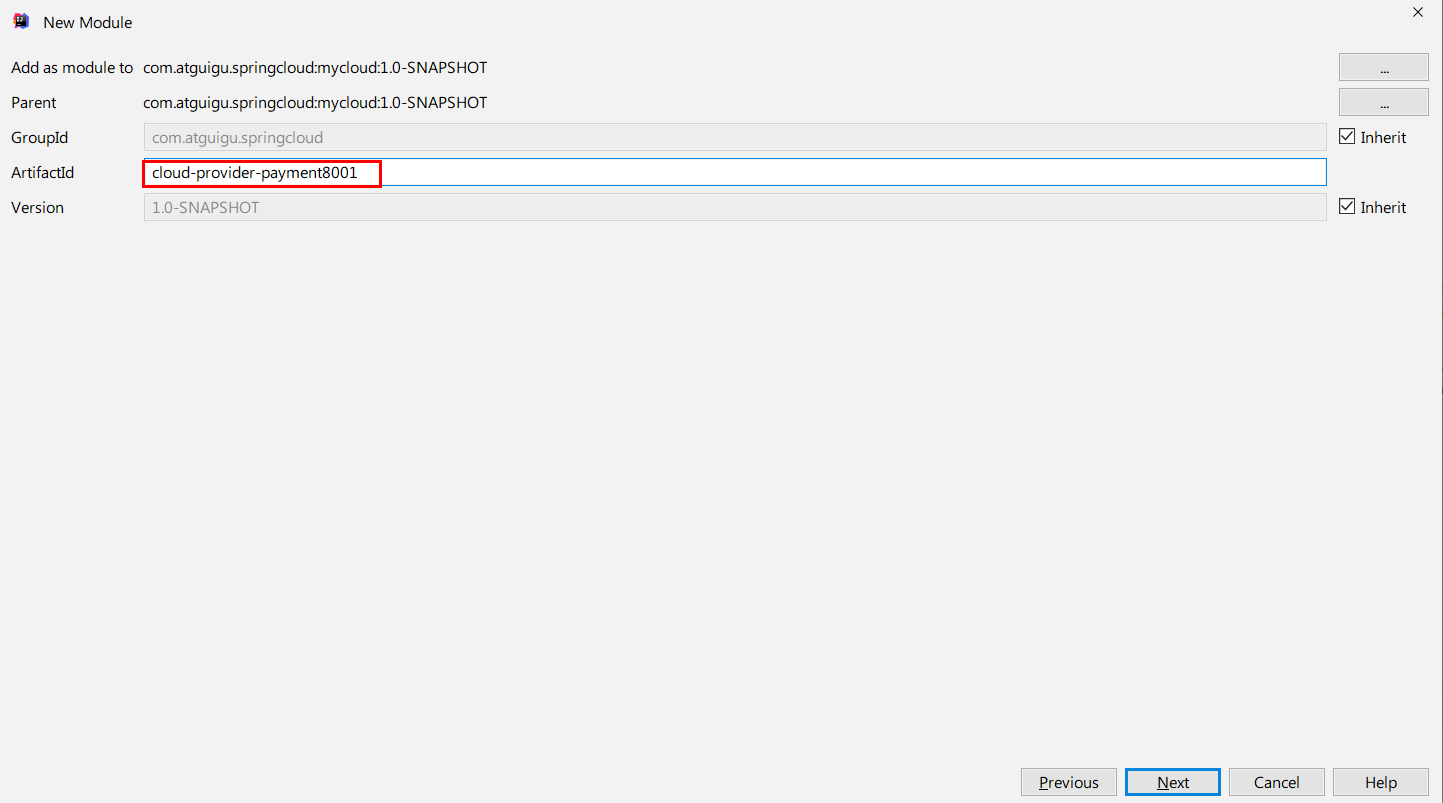 New Module
Add as module to com.atguigu.springcloud:mycloud:1.0-SNAPSHOT ...
Parent com.atguigu.springcloud:mycloud:1.0-SNAPSHOT ...
GroupId com.atguigu.springcloud Inherit
ArtifactId cloud-provider-payment8001
Version 1.0-SNAPSHOT Inherit
Previous Next Cancel Help